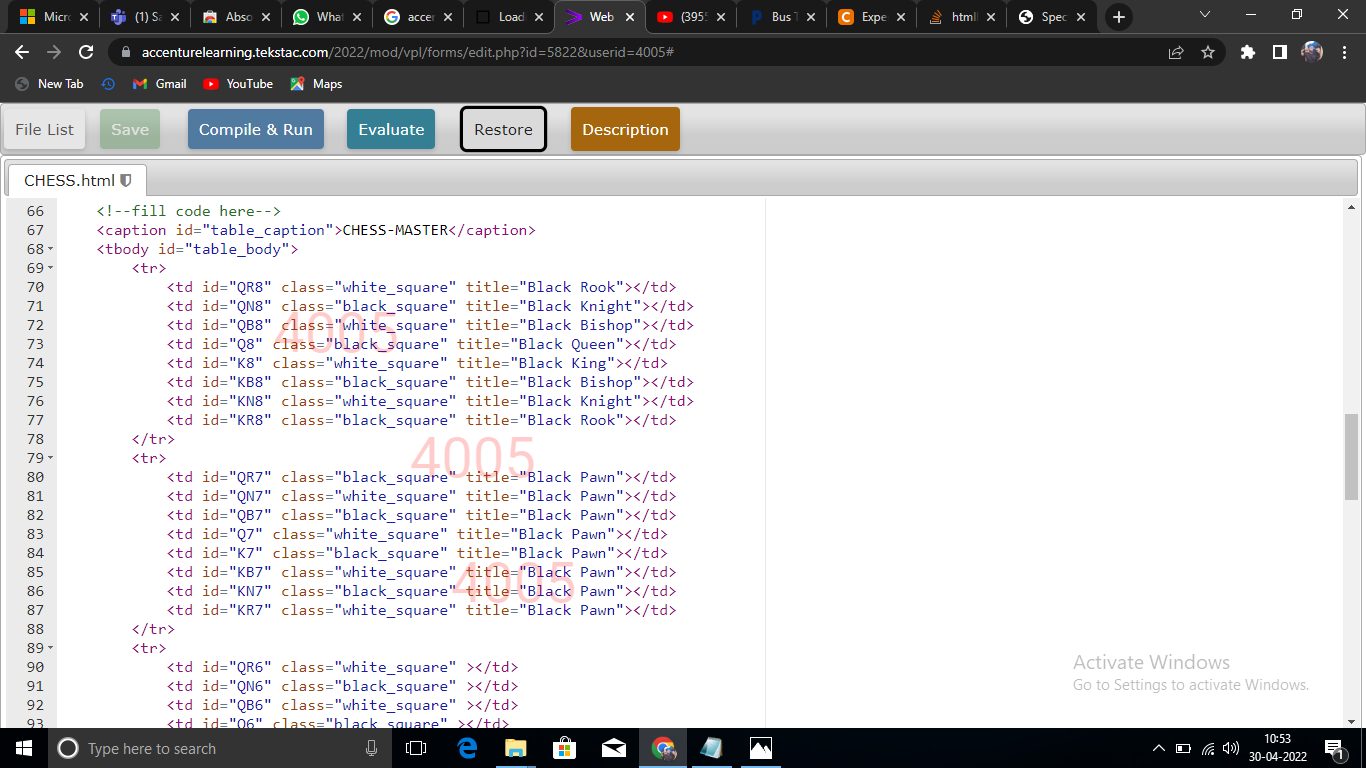 Micro
(1) Sa
Abso
What
accer
Loadi
Web
(3955
Bus T
Expe
htmll
Spec
accenturelearning.tekstac.com/2022/mod/vpl/forms/edit.php?id=5822&userid=4005#
New Tab Gmail YouTube Maps
File List Save Compile & Run Evaluate Restore Description
CHESS.html
66 <!--fill code here-->
67 <caption id="table_caption">CHESS-MASTER</caption>
68 <tbody id="table_body">
69 <tr>
70 <td id="QR8" class="white_square" title="Black Rook"></td>
71 <td id="QN8" class="black_square" title="Black Knight"></td>
72 <td id="QB8" class="white_square" title="Black Bishop"></td>
73 <td id="Q8" class="black_square" title="Black Queen"></td>
74 <td id="K8" class="white_square" title="Black King"></td>
75 <td id="KB8" class="black_square" title="Black Bishop"></td>
76 <td id="KN8" class="white_square" title="Black Knight"></td>
77 <td id="KR8" class="black_square" title="Black Rook"></td>
78 </tr>
79 <tr>
80 <td id="QR7" class="black_square" title="Black Pawn"></td>
81 <td id="QN7" class="white_square" title="Black Pawn"></td>
82 <td id="QB7" class="black_square" title="Black Pawn"></td>
83 <td id="Q7" class="white_square" title="Black Pawn"></td>
84 <td id="K7" class="black_square" title="Black Pawn"></td>
85 <td id="KB7" class="white_square" title="Black Pawn"></td>
86 <td id="KN7" class="black_square" title="Black Pawn"></td>
87 <td id="KR7" class="white_square" title="Black Pawn"></td>
88 </tr>
89 <tr>
90 <td id="QR6" class="white_square" ></td>
91 <td id="QN6" class="black_square" ></td>
92 <td id="QB6" class="white_square" ></td>
93 <td id="Q6" class="black_square" ></td>
4005
4005
4005
Activate Windows
Go to Settings to activate Windows.
Type here to search
10:53
30-04-2022
1